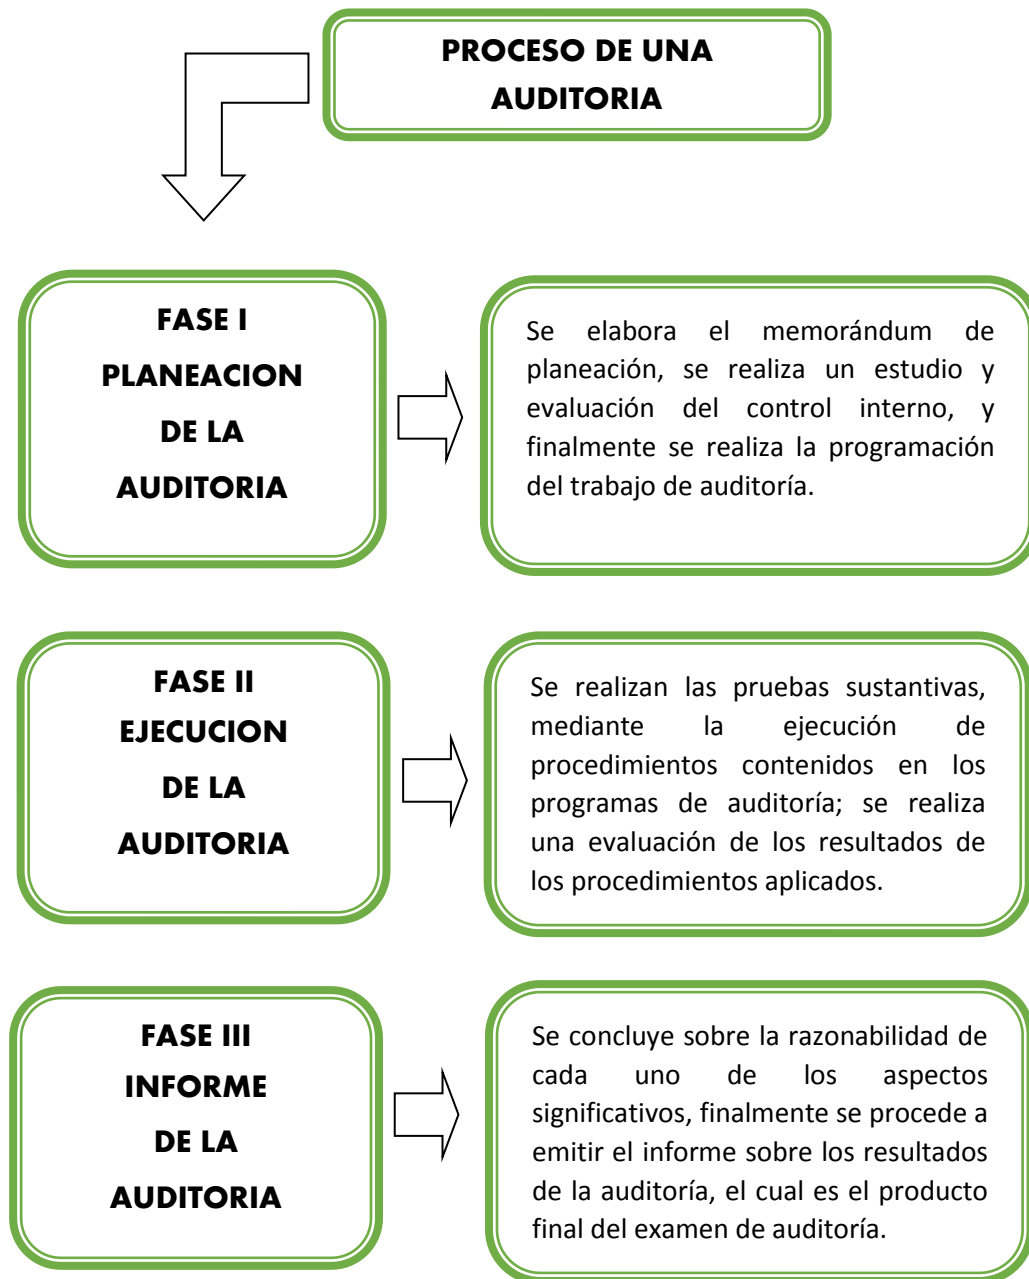 PROCESO DE UNA
AUDITORIA
FASE I
PLANEACION
DE LA
AUDITORIA
Se elabora el memorándum de
planeación, se realiza un estudio y
evaluación del control interno, y
finalmente se realiza la programación
del trabajo de auditoría.
FASE II
EJECUCION
DE LA
AUDITORIA
Se realizan las pruebas sustantivas,
mediante la ejecución de
procedimientos contenidos en los
programas de auditoría; se realiza
una evaluación de los resultados de
los procedimientos aplicados.
FASE III
INFORME
DE LA
AUDITORIA
Se concluye sobre la razonabilidad de
cada uno de los aspectos
significativos, finalmente se procede a
emitir el informe sobre los resultados
de la auditoría, el cual es el producto
final del examen de auditoría.